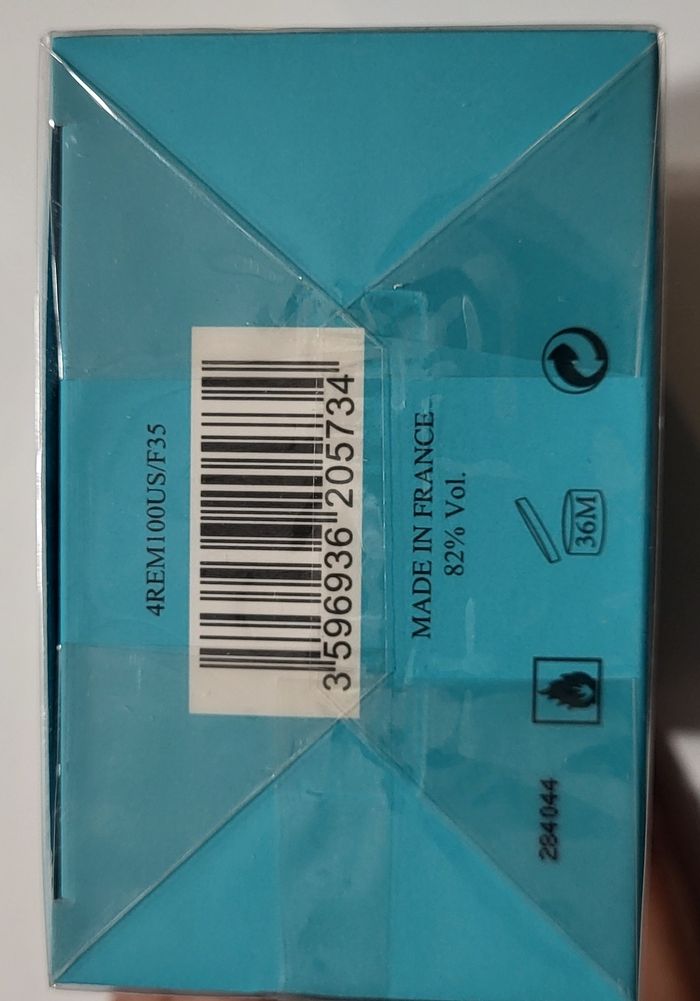 4REM100US/F35
3 596936 205734
MADE IN FRANCE
82% Vol.
36M
284044